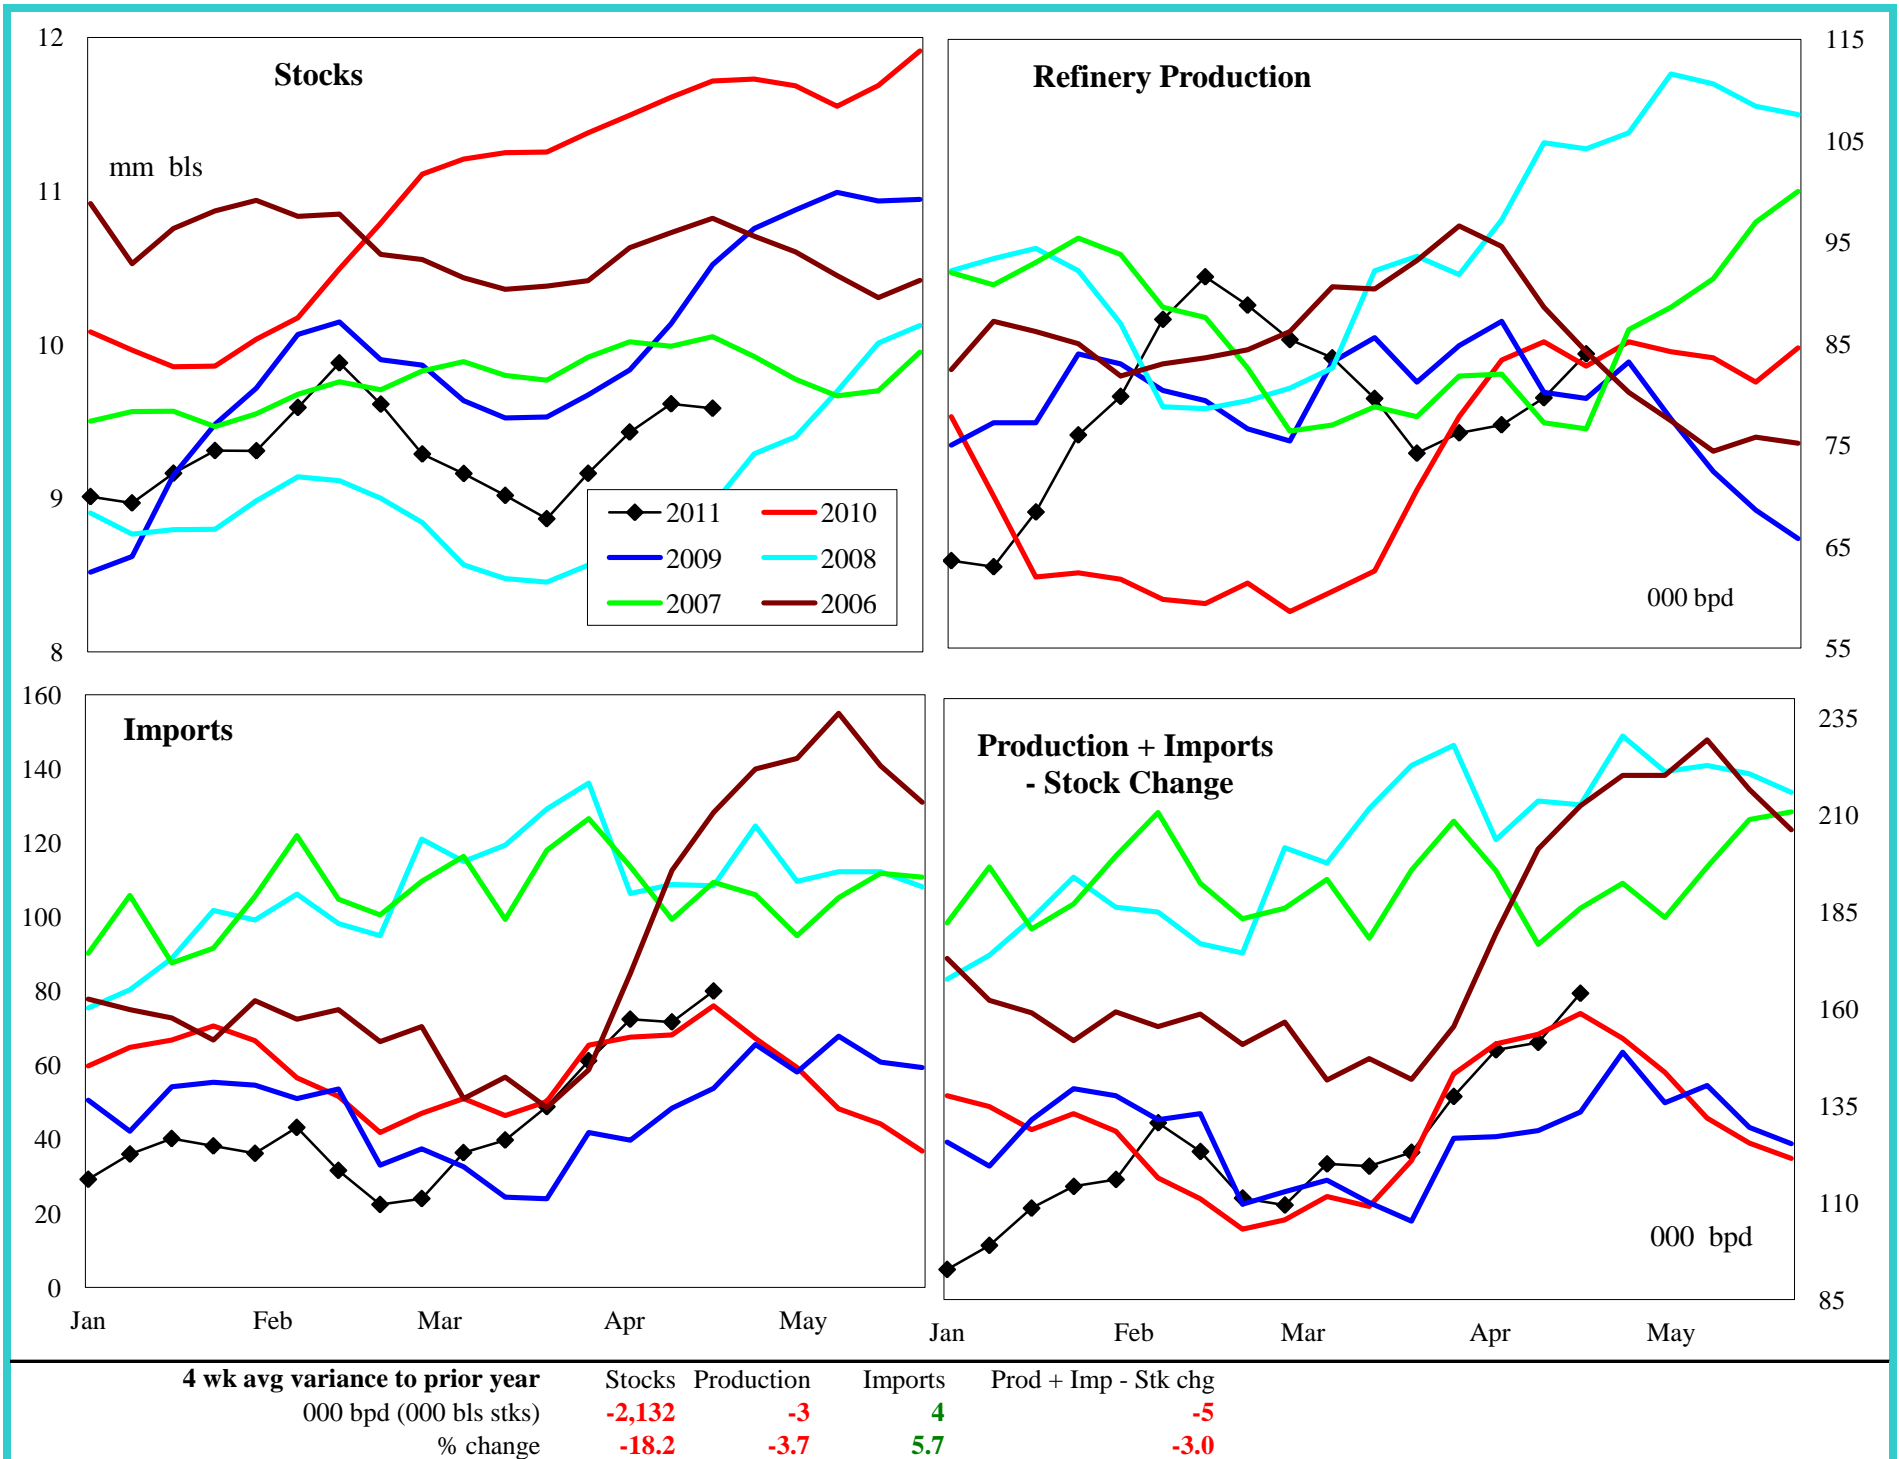 12
11
10
9
8
Stocks
mm bls
2011 2010
2009 2008
2007 2006
Refinery Production
000 bpd
115
105
95
85
75
65
55
160
140
120
100
80
60
40
20
0
Imports
Jan Feb Mar Apr May
Production + Imports
- Stock Change
000 bpd
235
210
185
160
135
110
85
Jan Feb Mar Apr May
4 wk avg variance to prior year Stocks Production Imports Prod + Imp - Stk chg
000 bpd (000 bls stks) -2,132 -3 4 -5
% change -18.2 -3.7 5.7 -3.0